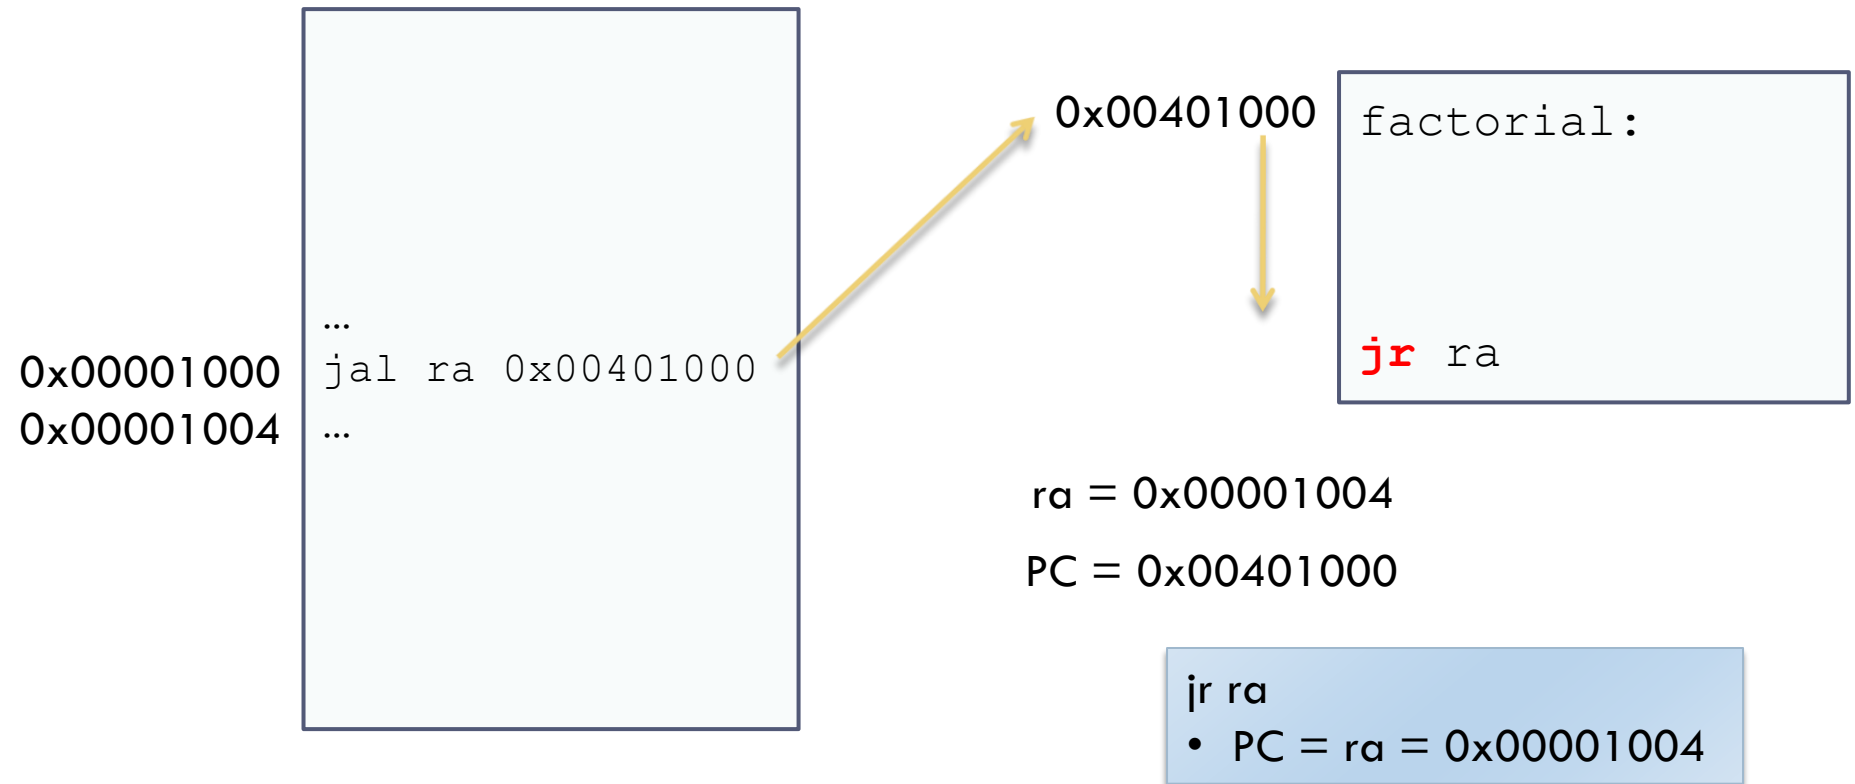 0x00401000
factorial:
jr ra
…
0x00001000 jal ra 0x00401000
0x00001004 …
ra = 0x00001004
PC = 0x00401000
jr ra
• PC = ra = 0x00001004